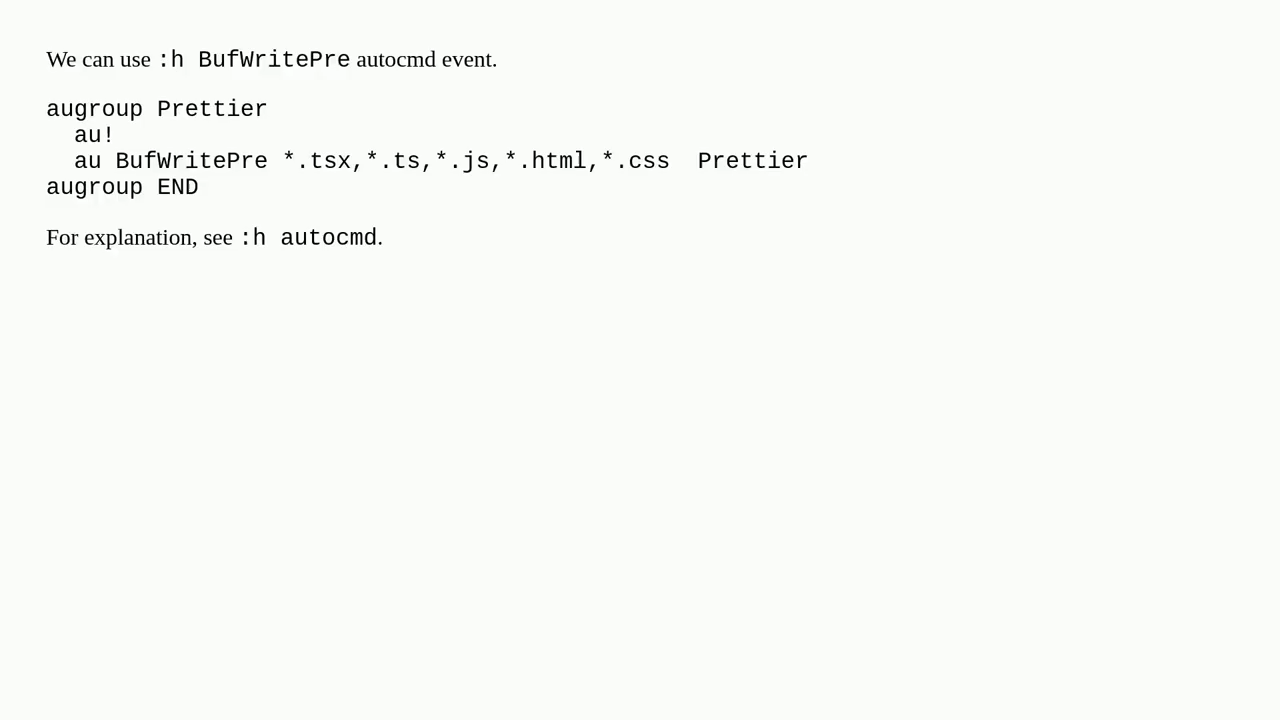 We can use :h BufWritePre autocmd event.
augroup Prettier
  au!
  au BufWritePre *.tsx,*.ts,*.js,*.html,*.css  Prettier
augroup END
For explanation, see :h autocmd.